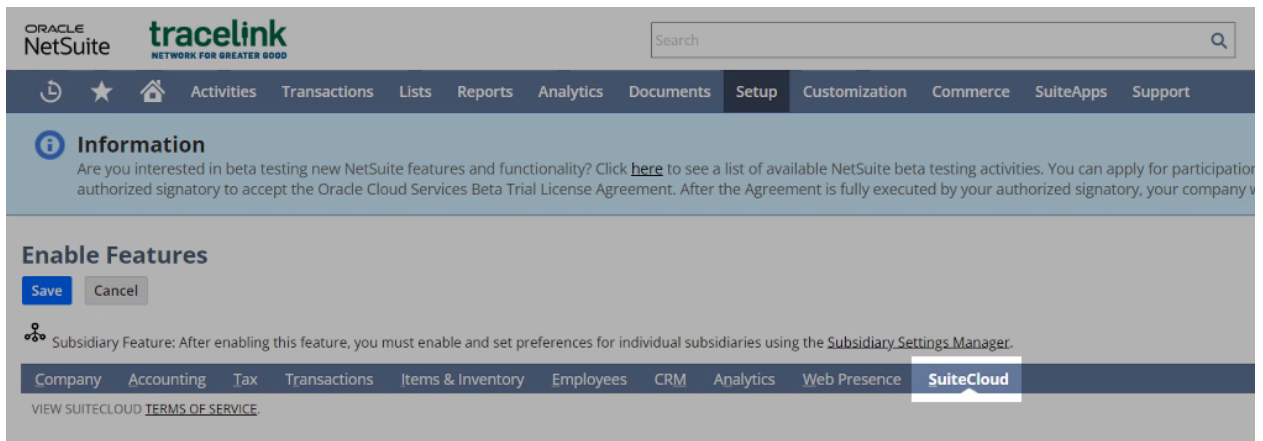 ORACLE
NetSuite
tracelink
NETWORK FOR GREATER GOOD
Search
Activities Transactions Lists Reports Analytics Documents Setup Customization Commerce SuiteApps Support
Information
Are you interested in beta testing new NetSuite features and functionality? Click here to see a list of available NetSuite beta testing activities. You can apply for participation
authorized signatory to accept the Oracle Cloud Services Beta Trial License Agreement. After the Agreement is fully executed by your authorized signatory, your company
Enable Features
Save Cancel
Subsidiary Feature: After enabling this feature, you must enable and set preferences for individual subsidiaries using the Subsidiary Settings Manager.
Company Accounting Tax Transactions Items & Inventory Employees CRM Analytics Web Presence SuiteCloud
VIEW SUITECLOUD TERMS OF SERVICE.